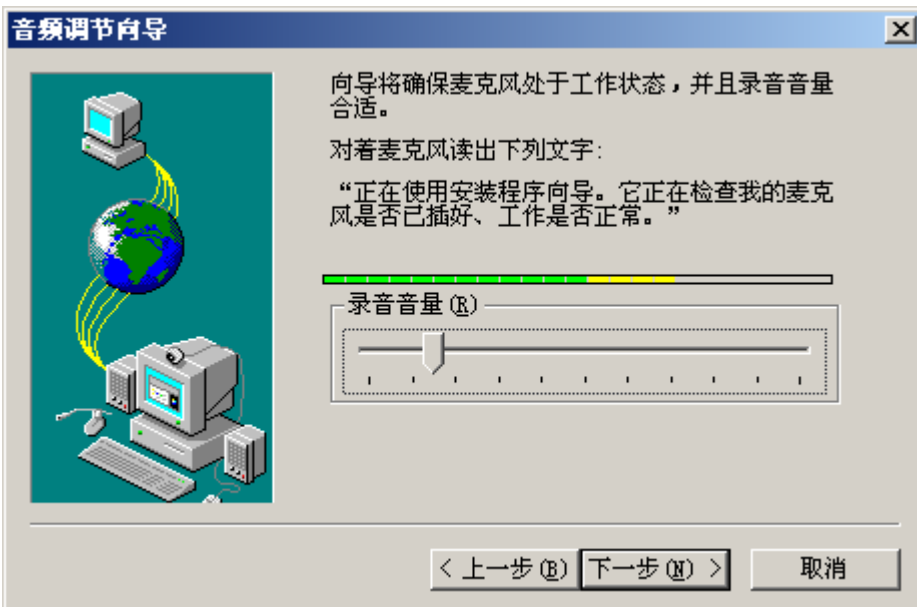 音频调节向导
向导将确保麦克风处于工作状态，并且录音音量
合适。
对着麦克风读出下列文字:
“正在使用安装程序向导。它正在检查我的麦克
风是否已插好、工作是否正常。”
录音音量(R)
< 上一步(B) 下一步(N) > 取消